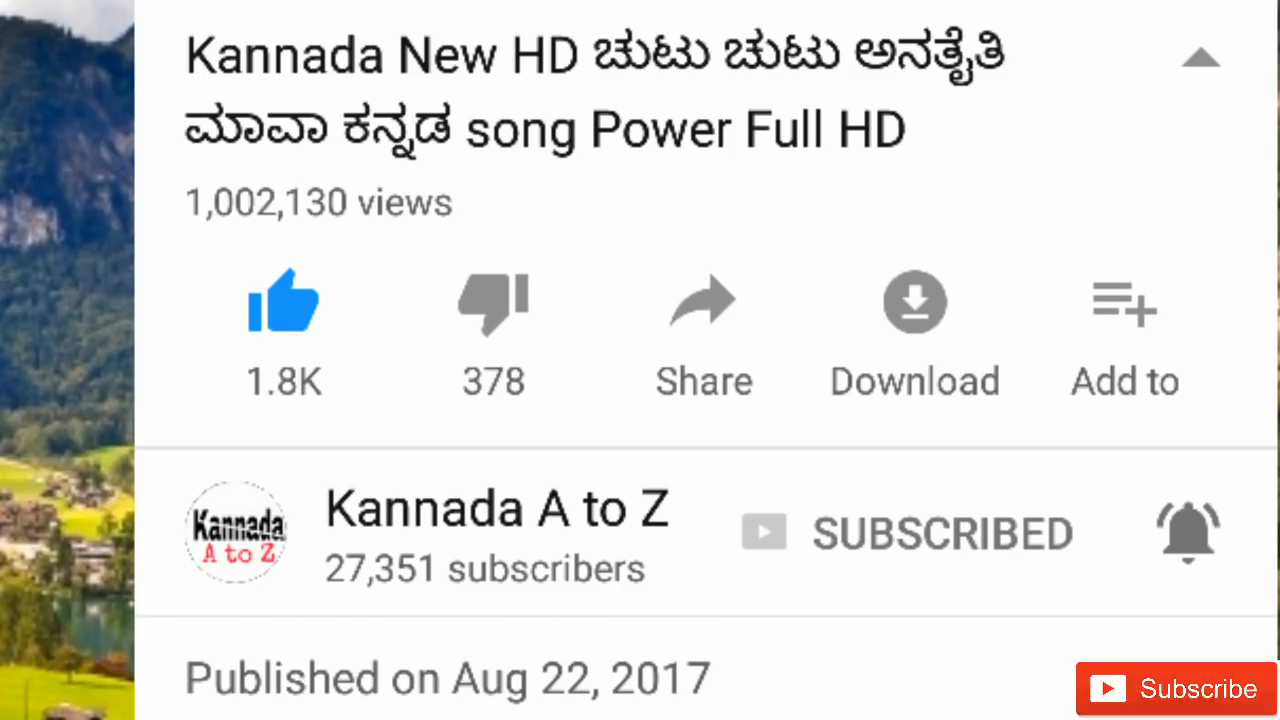 Kannada New HD ಚುಟು ಚುಟು ಅನತೈತಿ
ಮಾವಾ ಕನ್ನಡ song Power Full HD
1,002,130 views
1.8K 378 Share Download Add to
Kannada
A to Z
Kannada A to Z
27,351 subscribers
SUBSCRIBED
Published on Aug 22, 2017
Subscribe